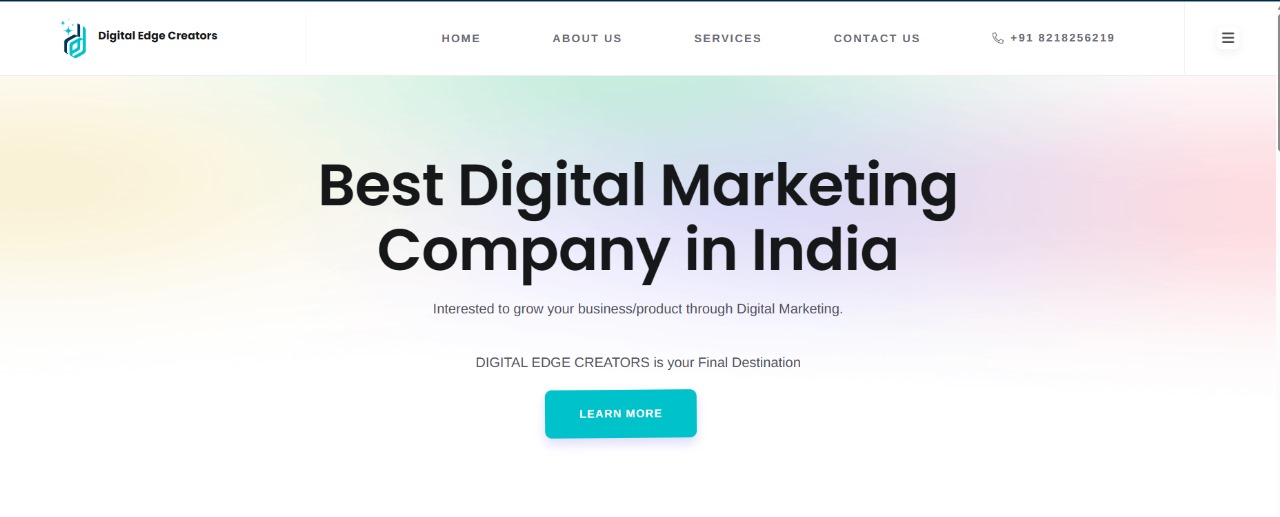 Digital Edge Creators
HOME
ABOUT US
SERVICES
CONTACT US
+91 8218256219
Best Digital Marketing
Company in India
Interested to grow your business/product through Digital Marketing.
DIGITAL EDGE CREATORS is your Final Destination
LEARN MORE